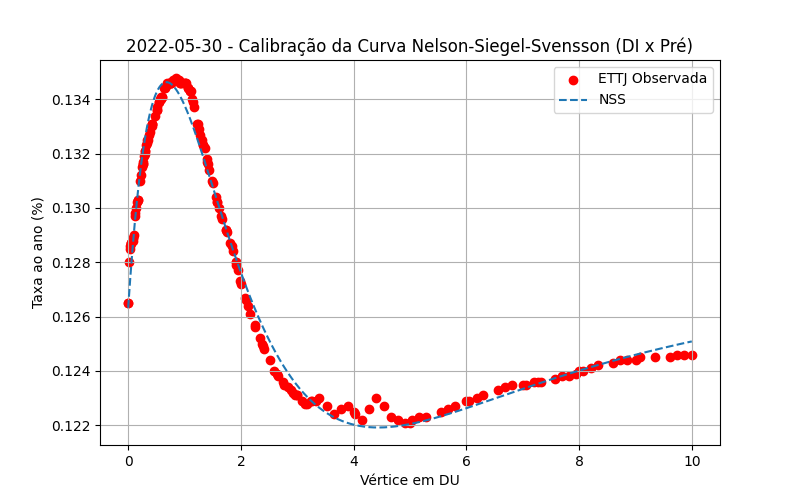 2022-05-30 - Calibração da Curva Nelson-Siegel-Svensson (DI x Pré)
ETTJ Observada
NSS
Taxa ao ano (%)
0.134
0.132
0.130
0.128
0.126
0.124
0.122
0
2
4
6
8
10
Vértice em DU